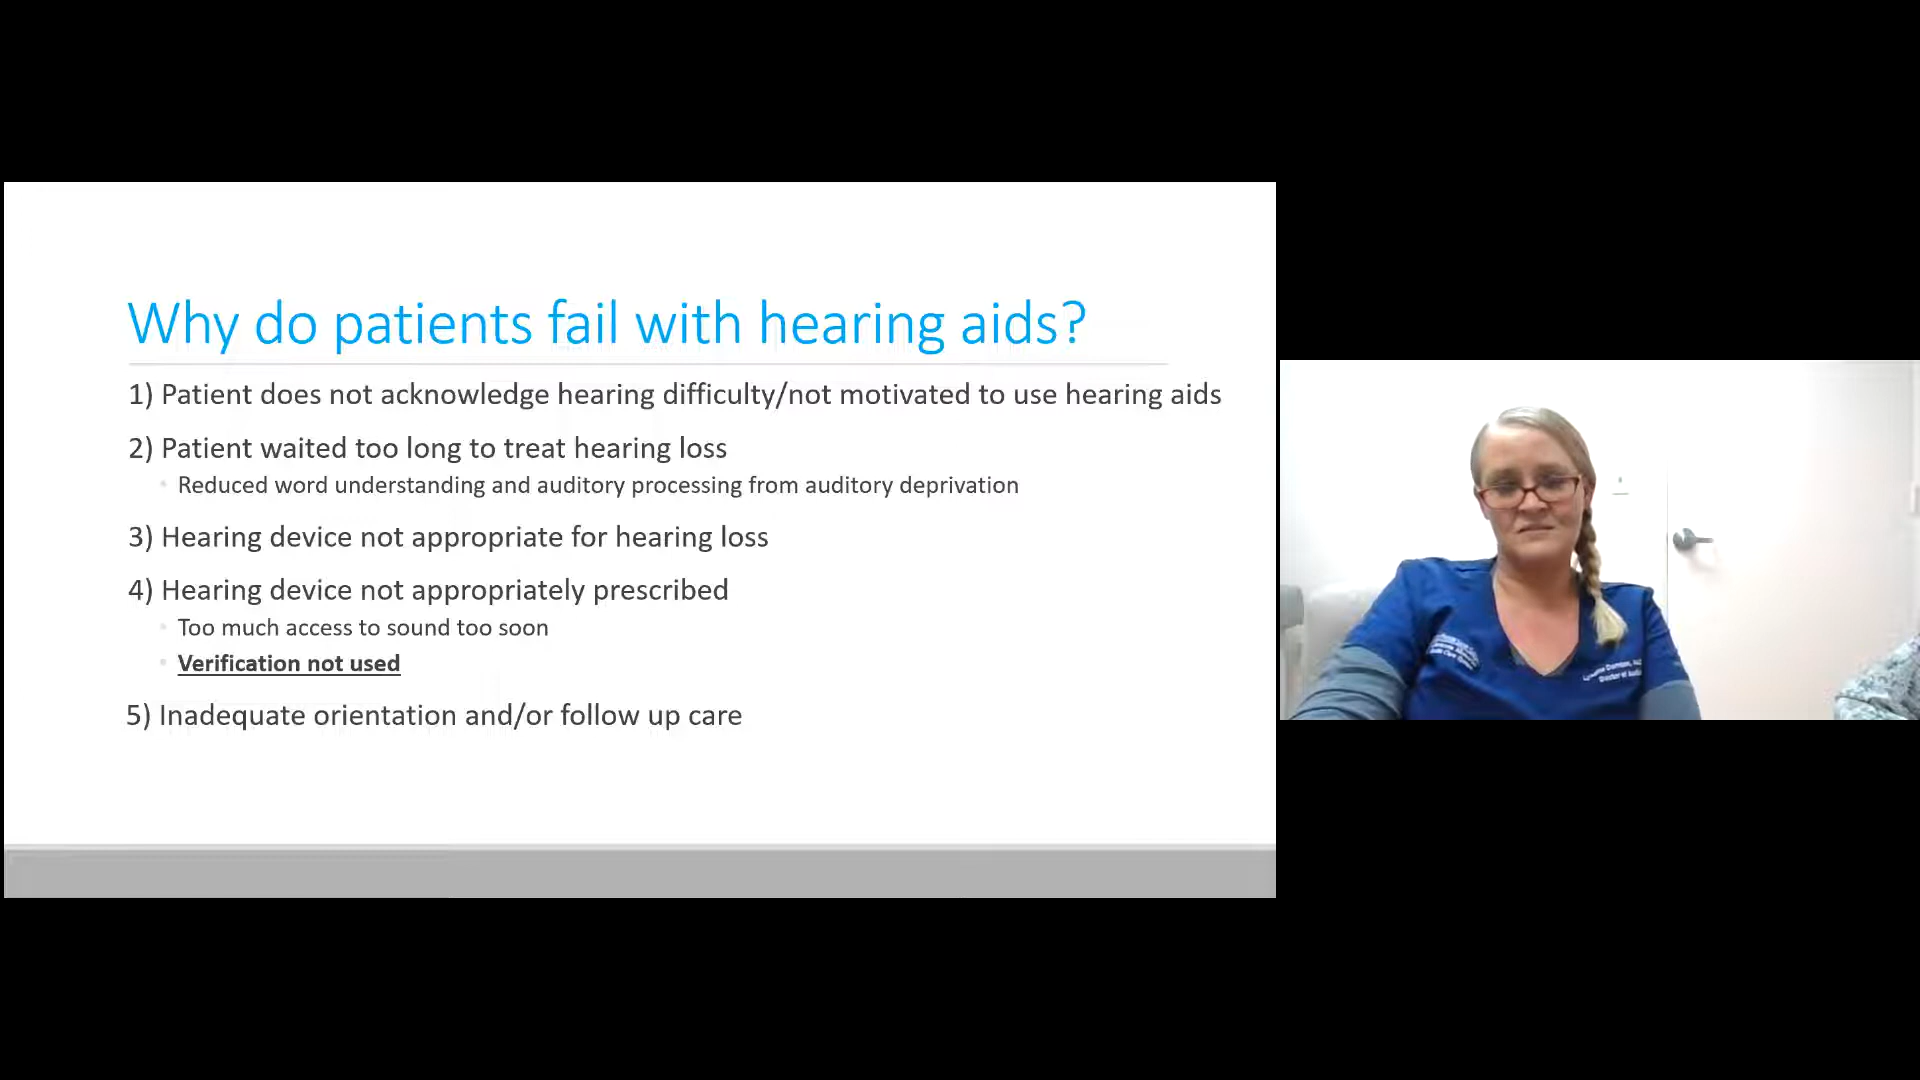 Why do patients fail with hearing aids?
1) Patient does not acknowledge hearing difficulty/not motivated to use hearing aids
2) Patient waited too long to treat hearing loss
Reduced word understanding and auditory processing from auditory deprivation
3) Hearing device not appropriate for hearing loss
4) Hearing device not appropriately prescribed
Too much access to sound too soon
Verification not used
5) Inadequate orientation and/or follow up care